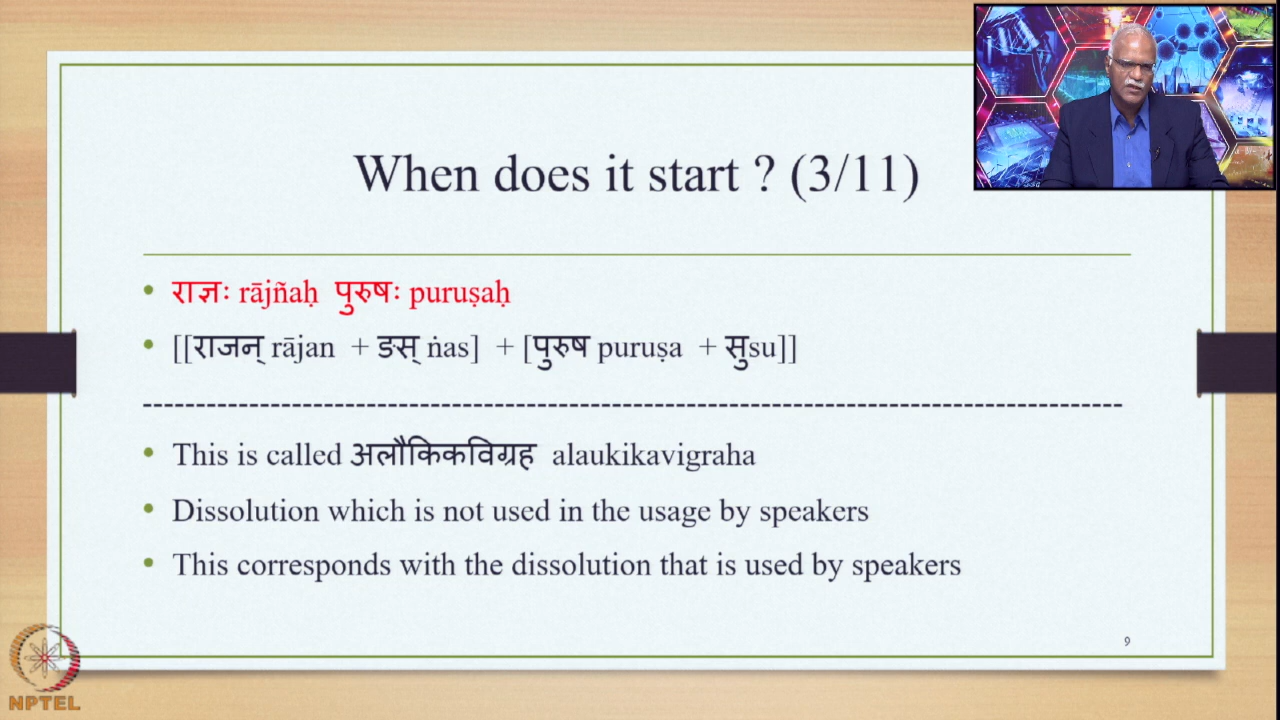 When does it start ? (3/11)
• राज्ञः rājñaḥ पुरुषः puruṣaḥ
• [[राजन् rājan + ङस् ṅas] + [पुरुष puruṣa + सुsu]]
--------------------------------------------------------------------------------
• This is called अलौकिकविग्रह alaukikavigraha
• Dissolution which is not used in the usage by speakers
• This corresponds with the dissolution that is used by speakers
9
NPTEL